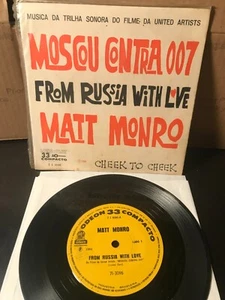 MUSICA DA TRILHA SONORA DO FILME DA UNITED ARTISTS
MOSCOU CONTRA 007
FROM RUSSIA WITH LOVE
MATT MONRO
33
COMPACTO
CHEEK TO CHEEK
ODEON 33 COMPACTO
MATT MONRO
FROM RUSSIA WITH LOVE